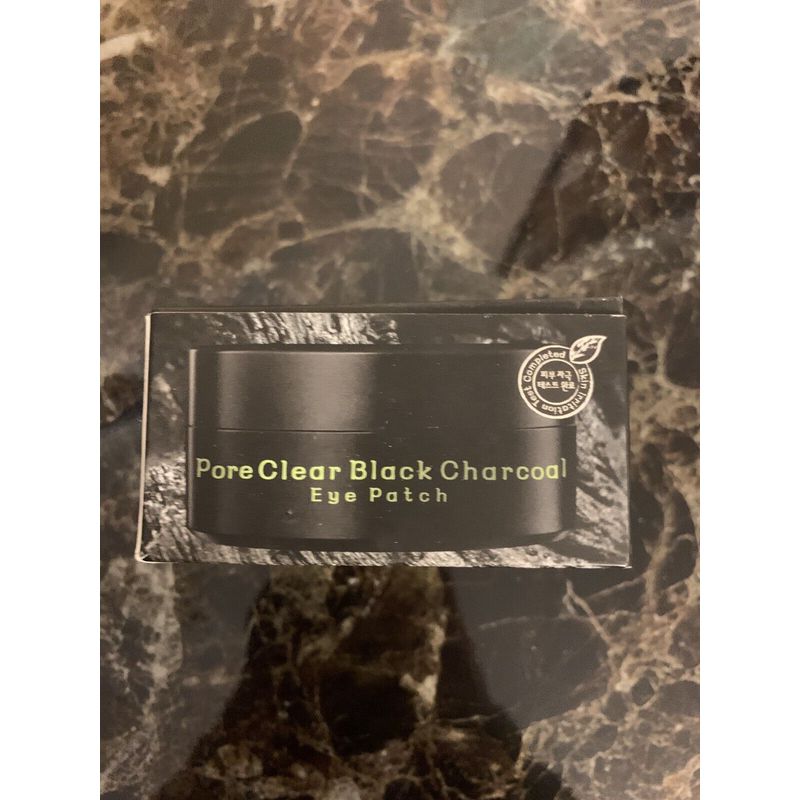 Skin Irritation Test Completed
피부 자극
테스트 완료
Pore Clear Black Charcoal
Eye Patch